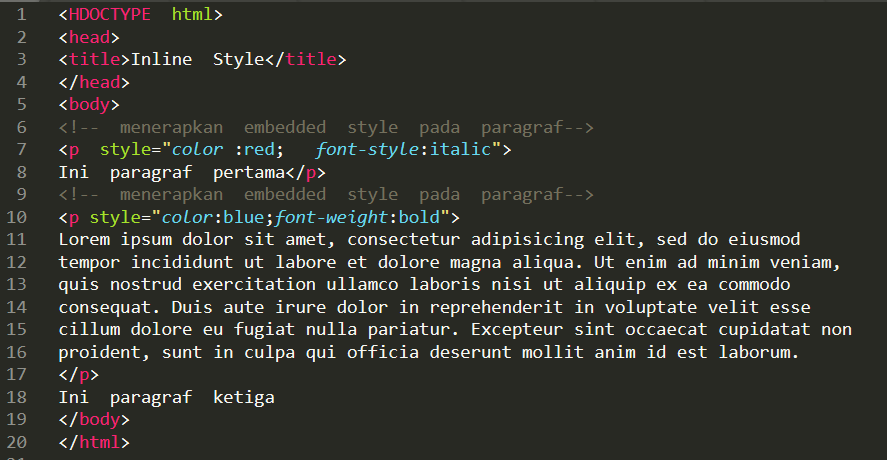 1 <HDOCTYPE html>
2 <head>
3 <title>Inline Style</title>
4 </head>
5 <body>
6 <!-- menerapkan embedded style pada paragraf-->
7 <p style="color :red; font-style:italic">
8 Ini paragraf pertama</p>
9 <!-- menerapkan embedded style pada paragraf-->
10 <p style="color:blue;font-weight:bold">
11 Lorem ipsum dolor sit amet, consectetur adipisicing elit, sed do eiusmod
12 tempor incididunt ut labore et dolore magna aliqua. Ut enim ad minim veniam,
13 quis nostrud exercitation ullamco laboris nisi ut aliquip ex ea commodo
14 consequat. Duis aute irure dolor in reprehenderit in voluptate velit esse
15 cillum dolore eu fugiat nulla pariatur. Excepteur sint occaecat cupidatat non
16 proident, sunt in culpa qui officia deserunt mollit anim id est laborum.
17 </p>
18 Ini paragraf ketiga
19 </body>
20 </html>